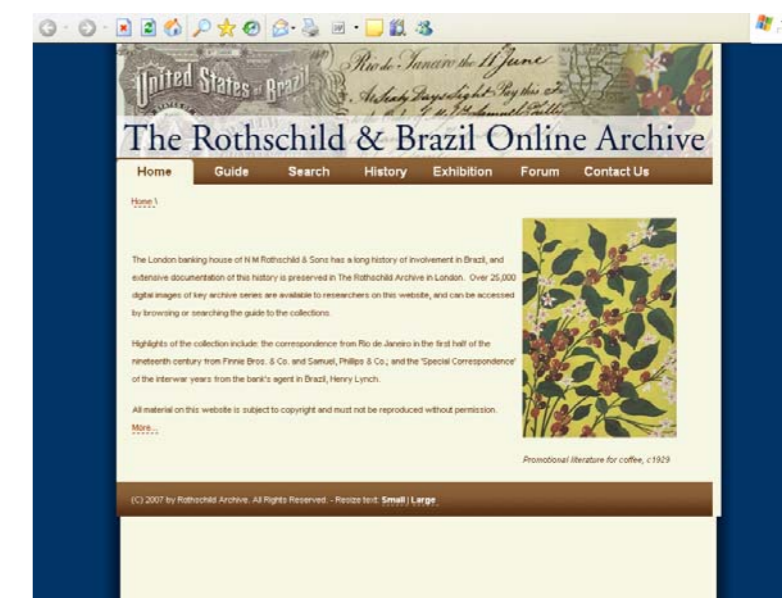 United States of Brazil
Rio de Janeiro the 11 June
At Sixty Days Sight Pay this
The Rothschild & Brazil Online Archive
Home Guide Search History Exhibition Forum Contact Us
Home \
The London banking house of N M Rothschild & Sons has a long history of involvement in Brazil, and
extensive documentation of this history is preserved in The Rothschild Archive in London. Over 25,000
digital images of key archive series are available to researchers on this website, and can be accessed
by browsing or searching the guide to the collections.
Highlights of the collection include: the correspondence from Rio de Janeiro in the first half of the
nineteenth century from Finnie Bros. & Co. and Samuel, Phillips & Co.; and the 'Special Correspondence'
of the interwar years from the bank's agent in Brazil, Henry Lynch.
All material on this website is subject to copyright and must not be reproduced without permission.
More...
Promotional literature for coffee, c1929
(C) 2007 by Rothschild Archive. All Rights Reserved. - Resize text: Small | Large